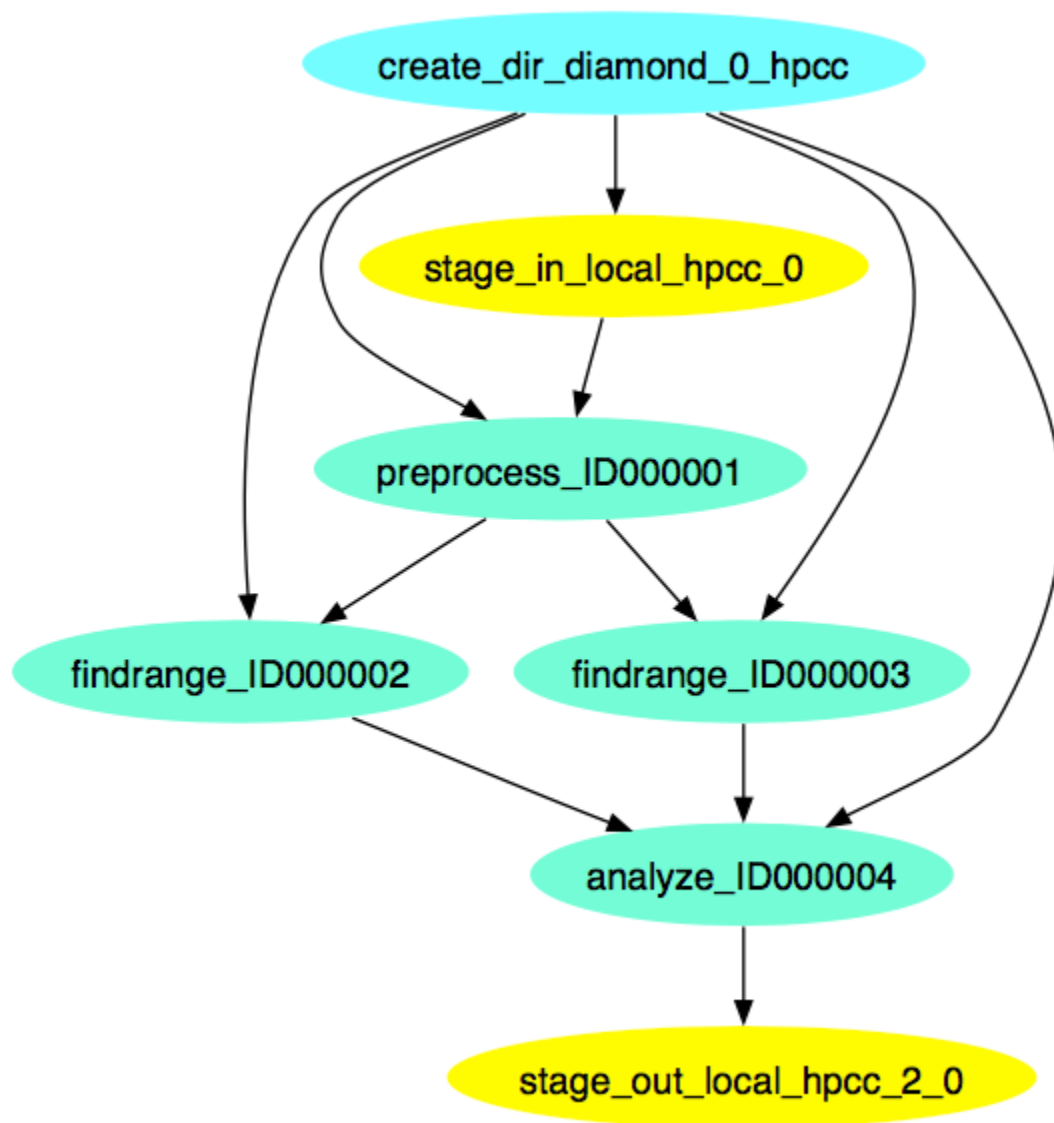 create_dir_diamond_0_hpcc
stage_in_local_hpcc_0
preprocess_ID000001
findrange_ID000002
findrange_ID000003
analyze_ID000004
stage_out_local_hpcc_2_0